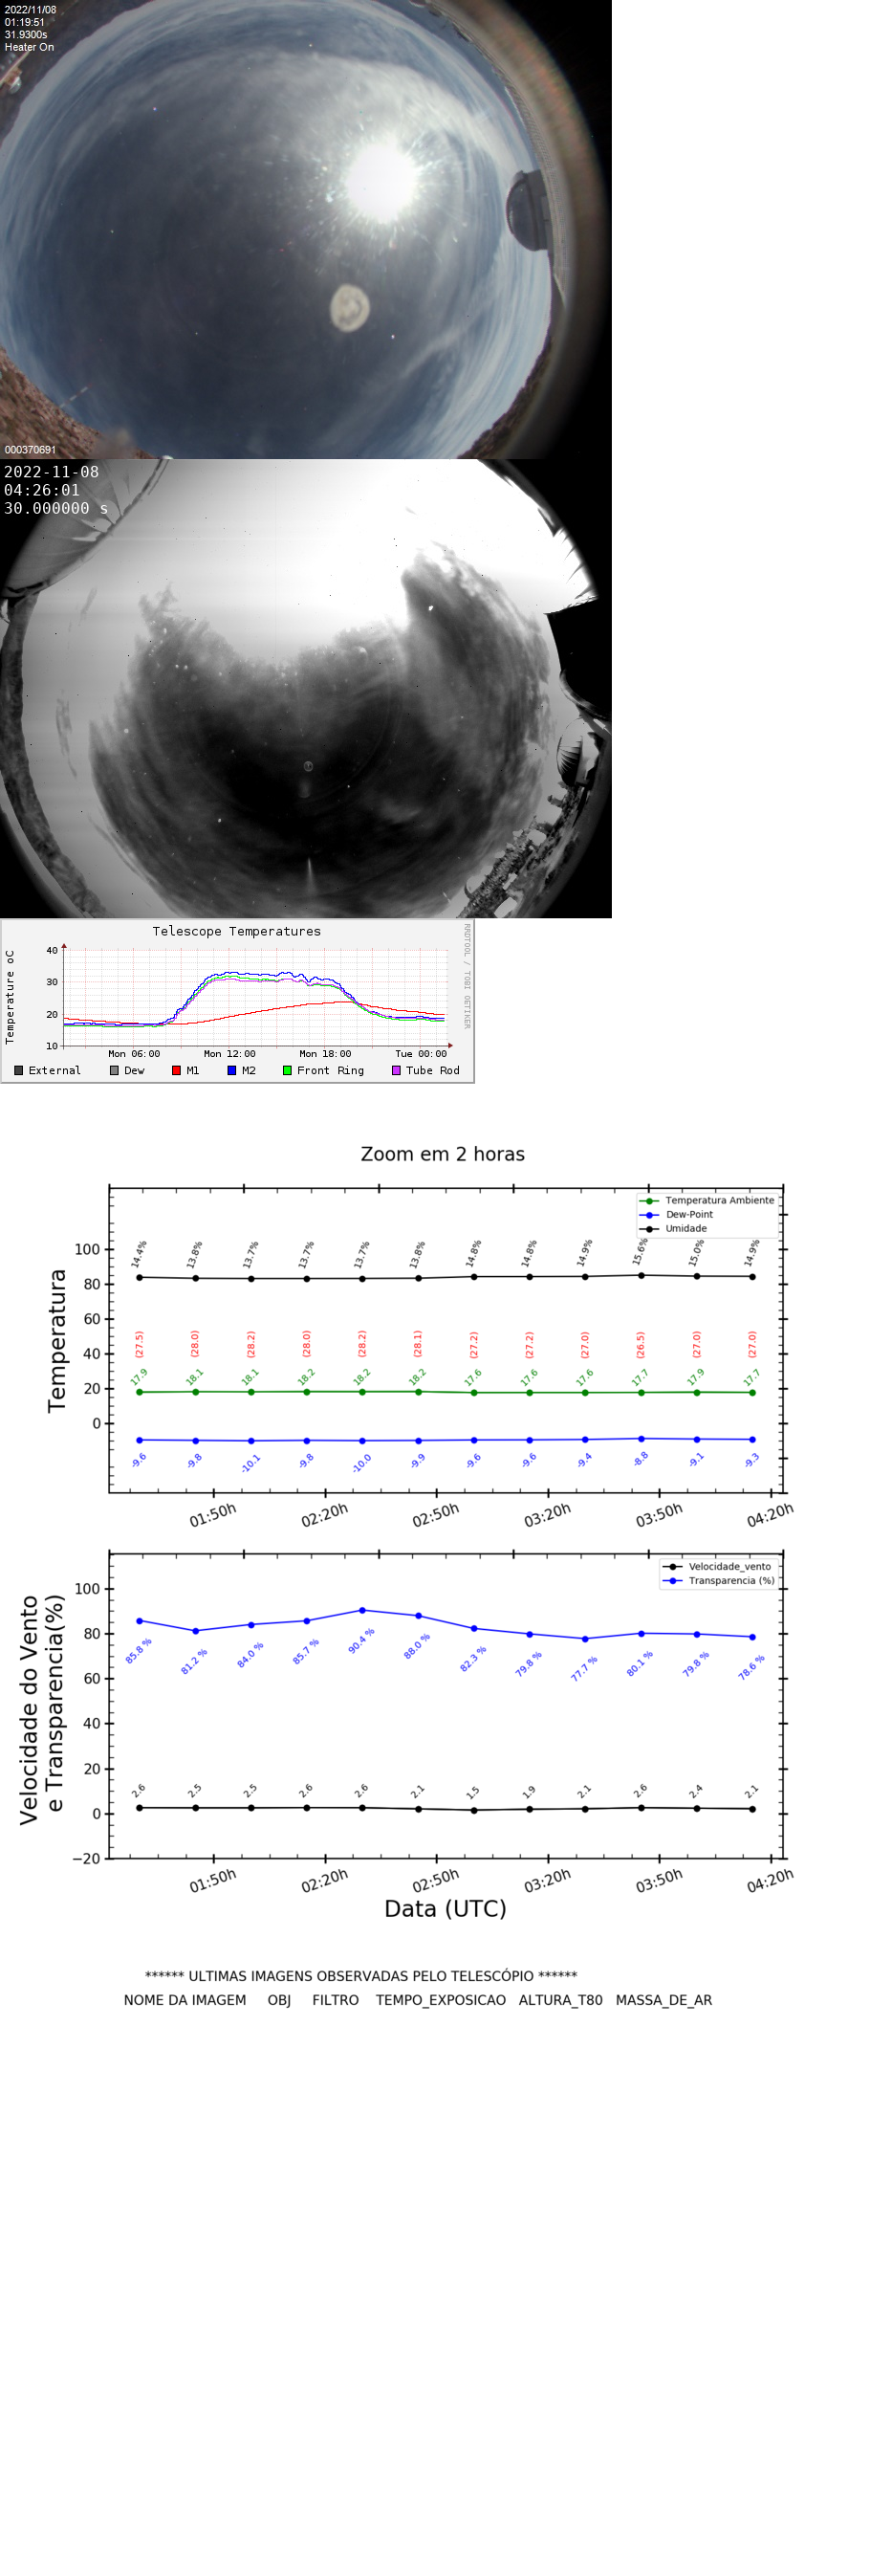 2022/11/08
01:19:51
31.9300s
Heater On
000370691
2022-11-08
04:26:01
30.000000 s
Telescope Temperatures
RRDTOOL / TOBI OETIKER
Temperature oC
40
30
20
10
Mon 06:00 Mon 12:00 Mon 18:00 Tue 00:00
External Dew M1 M2 Front Ring Tube Rod
Zoom em 2 horas
Temperatura Ambiente
Dew-Point
Umidade
Temperatura
100
80
60
40
20
0
14.4% 13.8% 13.7% 13.7% 13.7% 13.8% 14.8% 14.8% 14.9% 15.6% 15.0% 14.9%
(27.5) (28.0) (28.2) (28.0) (28.2) (28.1) (27.2) (27.2) (27.0) (26.5) (27.0) (27.0)
17.9 18.1 18.1 18.2 18.2 18.2 17.6 17.6 17.6 17.7 17.9 17.7
-9.6 -9.8 -10.1 -9.8 -10.0 -9.9 -9.6 -9.6 -9.4 -8.8 -9.1 -9.3
01:50h 02:20h 02:50h 03:20h 03:50h 04:20h
Velocidade_vento
Transparencia (%)
Velocidade do Vento
e Transparencia(%)
100
80
60
40
20
0
−20
85.8 % 81.2 % 84.0 % 85.7 % 90.4 % 88.0 % 82.3 % 79.8 % 77.7 % 80.1 % 79.8 % 78.6 %
2.6 2.5 2.5 2.6 2.6 2.1 1.5 1.9 2.1 2.6 2.4 2.1
01:50h 02:20h 02:50h 03:20h 03:50h 04:20h
Data (UTC)
****** ULTIMAS IMAGENS OBSERVADAS PELO TELESCÓPIO ******
NOME DA IMAGEM OBJ FILTRO TEMPO_EXPOSICAO ALTURA_T80 MASSA_DE_AR